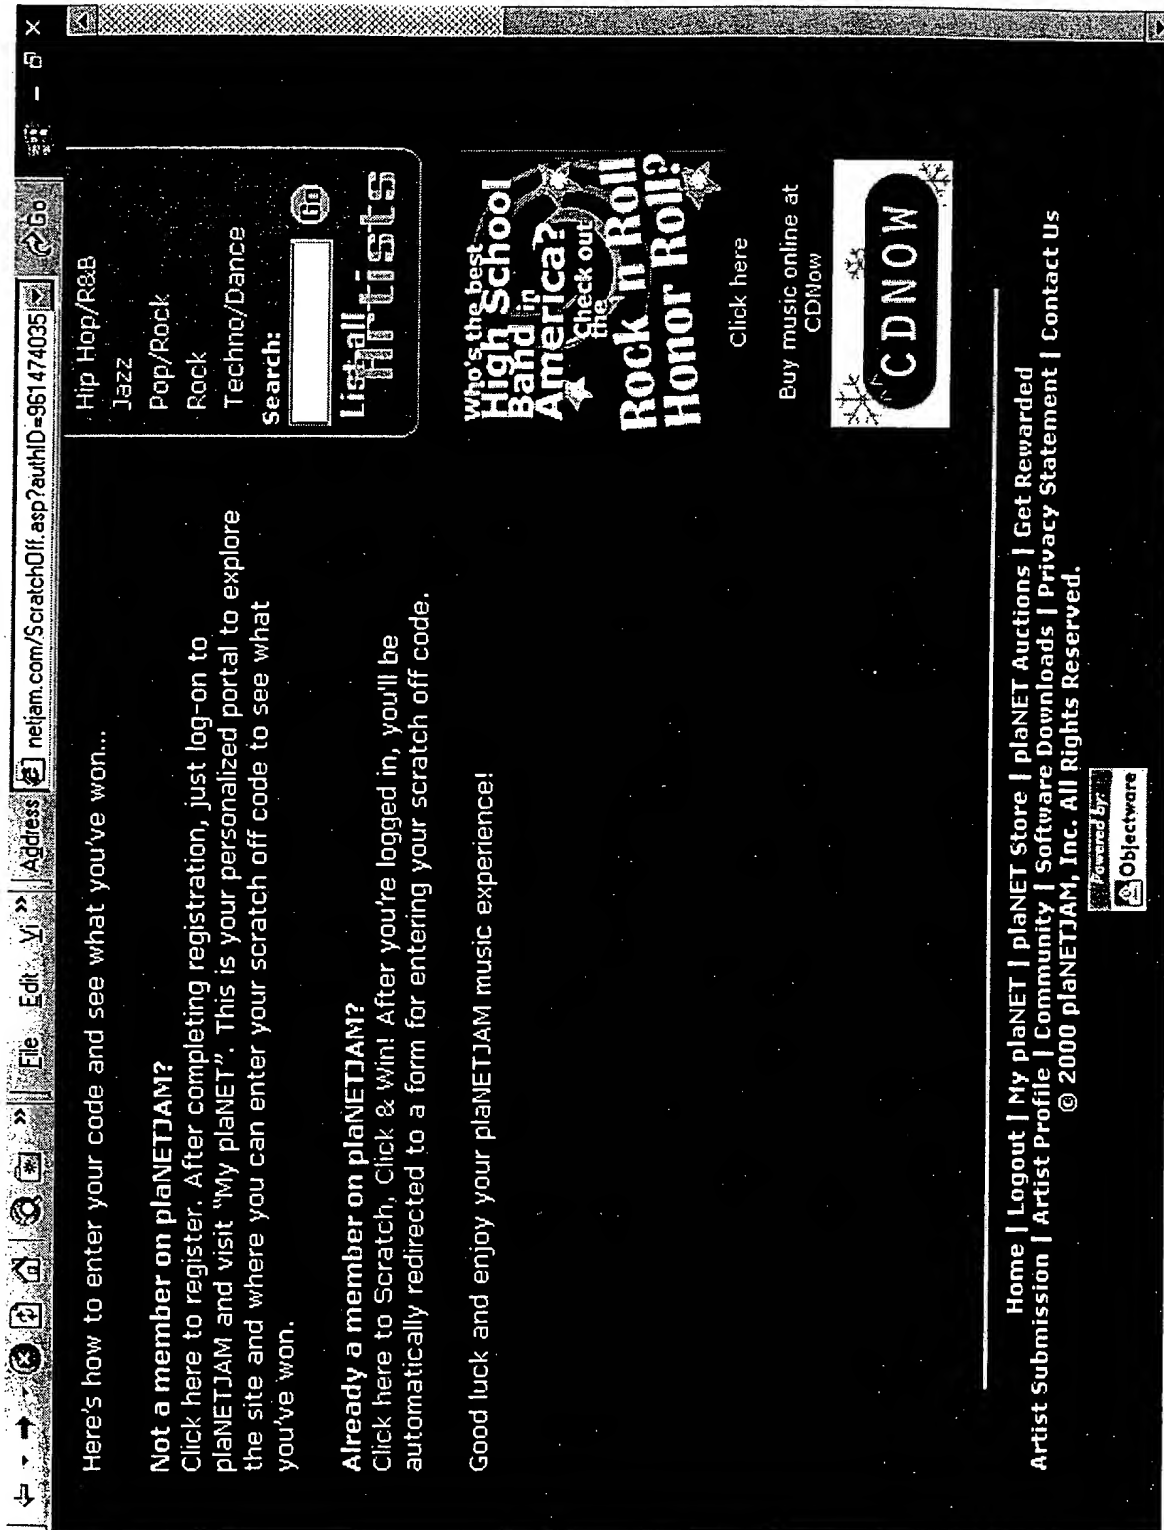 File Edit Vi » Address netjam.com/ScratchOff.asp?authID=961474035 Go
Here's how to enter your code and see what you've won...
Not a member on plaNETJAM?
Click here to register. After completing registration, just log-on to
plaNETJAM and visit "My plaNET". This is your personalized portal to explore
the site and where you can enter your scratch off code to see what
you've won.
Already a member on plaNETJAM?
Click here to Scratch, Click & Win! After you're logged in, you'll be
automatically redirected to a form for entering your scratch off code.
Good luck and enjoy your plaNETJAM music experience!
Hip Hop/R&B
Jazz
Pop/Rock
Rock
Techno/Dance
Search:
Go
List all
Artists
Who's the best
High School
Band in
America?
Check out
the
Rock n Roll
Honor Roll?
Click here
Buy music online at
CDNow
CDNOW
Home | Logout | My plaNET | plaNET Store | plaNET Auctions | Get Rewarded
Artist Submission | Artist Profile | Community | Software Downloads | Privacy Statement | Contact Us
© 2000 plaNETJAM, Inc. All Rights Reserved.
Powered by:
Objectware